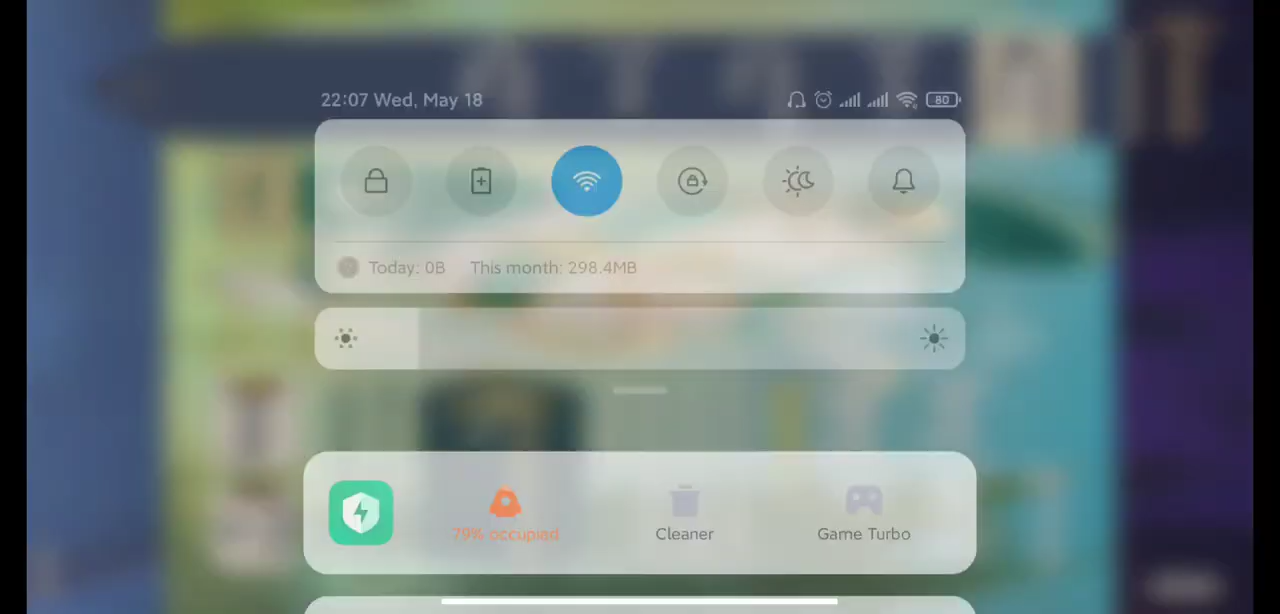 22:07 Wed, May 18
80
Today: 0B This month: 298.4MB
79% occupied
Cleaner
Game Turbo